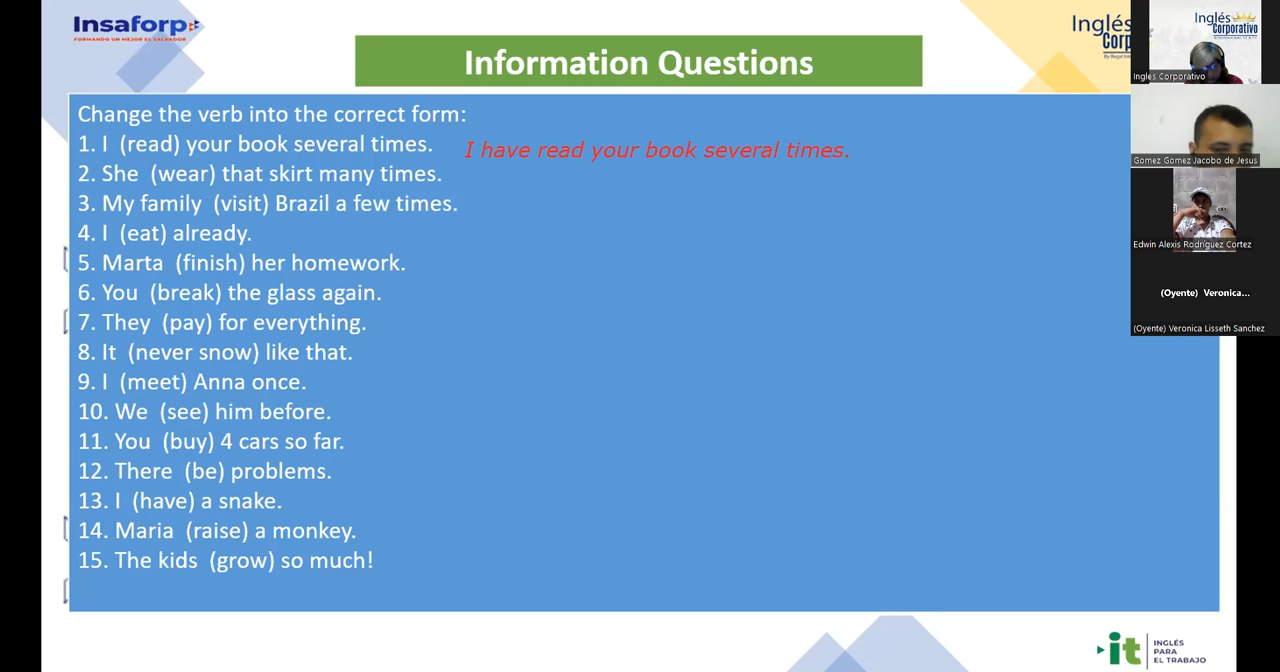 Insaforp
FORMANDO UN MEJOR EL SALVADOR
Inglés
Corp
Information Questions
Change the verb into the correct form:
1. I (read) your book several times.
I have read your book several times.
2. She (wear) that skirt many times.
3. My family (visit) Brazil a few times.
4. I (eat) already.
5. Marta (finish) her homework.
6. You (break) the glass again.
7. They (pay) for everything.
8. It (never snow) like that.
9. I (meet) Anna once.
10. We (see) him before.
11. You (buy) 4 cars so far.
12. There (be) problems.
13. I (have) a snake.
14. Maria (raise) a monkey.
15. The kids (grow) so much!
Inglés
Corporativo
Ingles Corporativo
Gomez Gomez Jacobo de Jesus
Edwin Alexis Rodriguez Cortez
(Oyente) Veronica...
(Oyente) Veronica Lisseth Sanchez
it
INGLÉS
PARA
EL TRABAJO